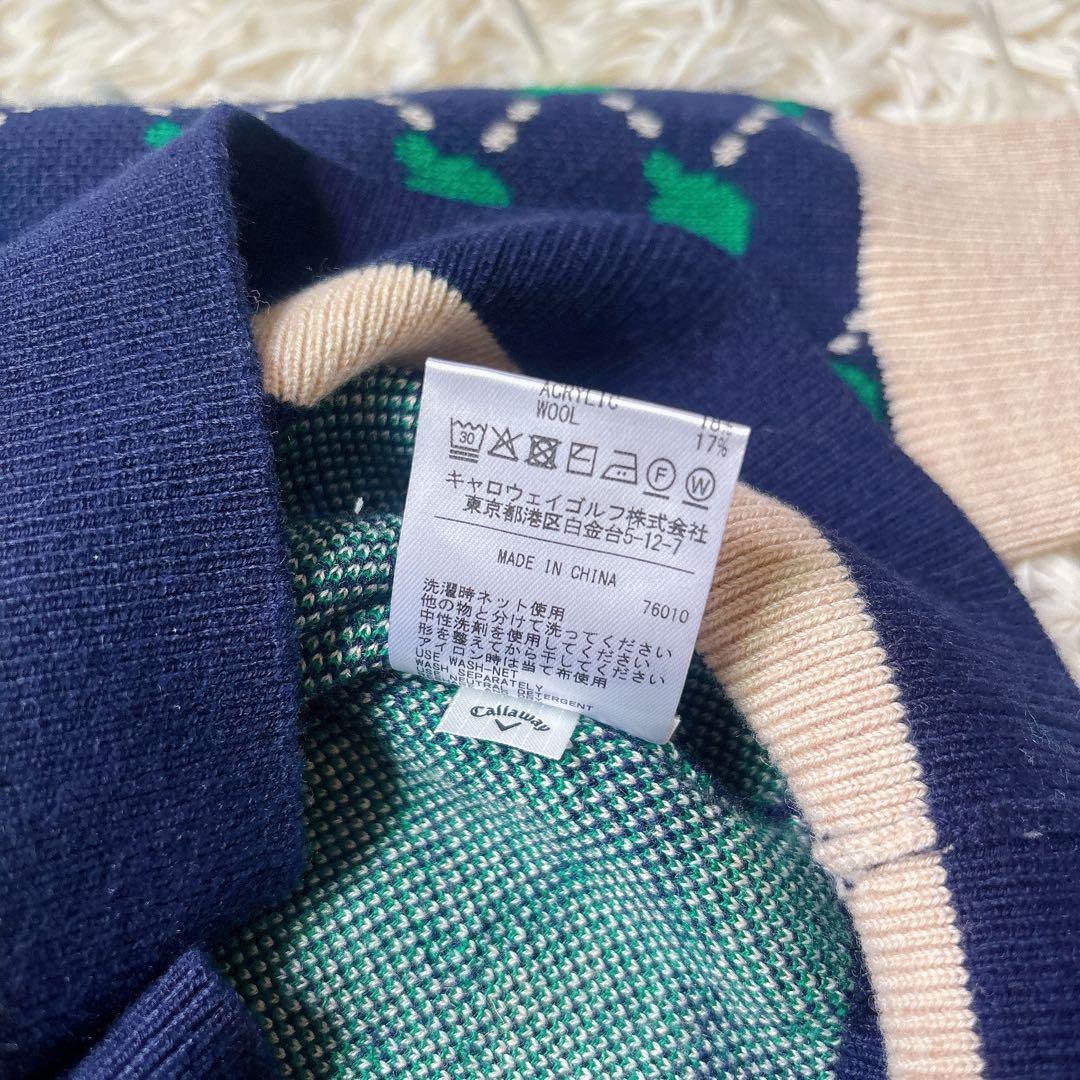 ACRYLIC 18%
WOOL 17%
30 F W
キャロウェイゴルフ株式会社
東京都港区白金台5-12-7
MADE IN CHINA
76010
洗濯時ネット使用
他の物と分けて洗ってください
中性洗剤を使用してください
形を整えてから干してください
アイロン時は当て布使用
USE WASH-NET
WASH SEPARATELY
USE NEUTRAL DETERGENT
Callaway